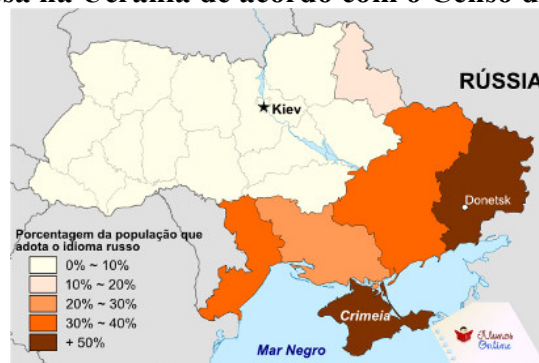 sa na Ucrânia de acordo com o Censo d
RÚSSIA
Kiev
Donetsk
Porcentagem da população que
adota o idioma russo
0% ~ 10%
10% ~ 20%
20% ~ 30%
30% ~ 40%
+ 50%
Crimeia
Mar Negro
Alunos
Online